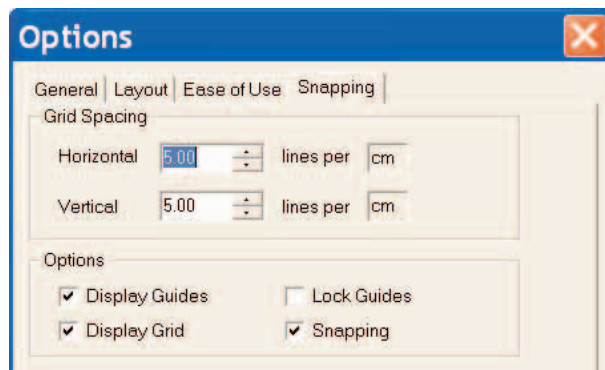 Options
General Layout Ease of Use Snapping
Grid Spacing
Horizontal 5.00 lines per cm
Vertical 5.00 lines per cm
Options
Display Guides Lock Guides
Display Grid Snapping